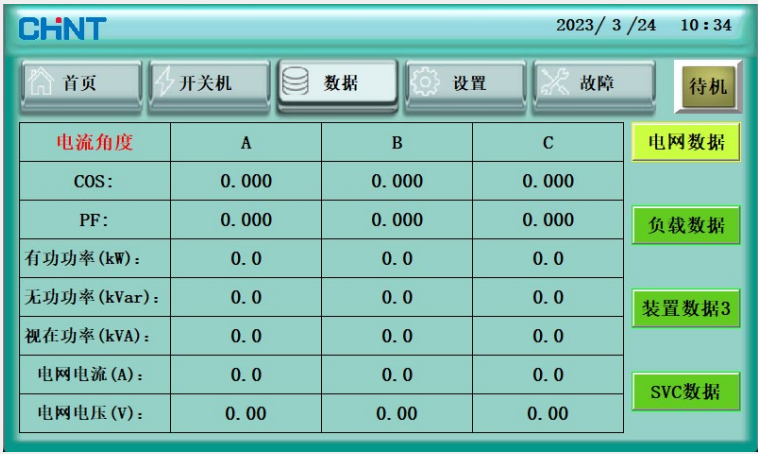 CHNT 2023/ 3 /24 10:34
首页 开关机 数据 设置 故障 待机
电流角度 A B C 电网数据
COS: 0.000 0.000 0.000
PF: 0.000 0.000 0.000 负载数据
有功功率(kW): 0.0 0.0 0.0
无功功率(kVar): 0.0 0.0 0.0 装置数据3
视在功率(kVA): 0.0 0.0 0.0
电网电流(A): 0.0 0.0 0.0 SVC数据
电网电压(V): 0.00 0.00 0.00